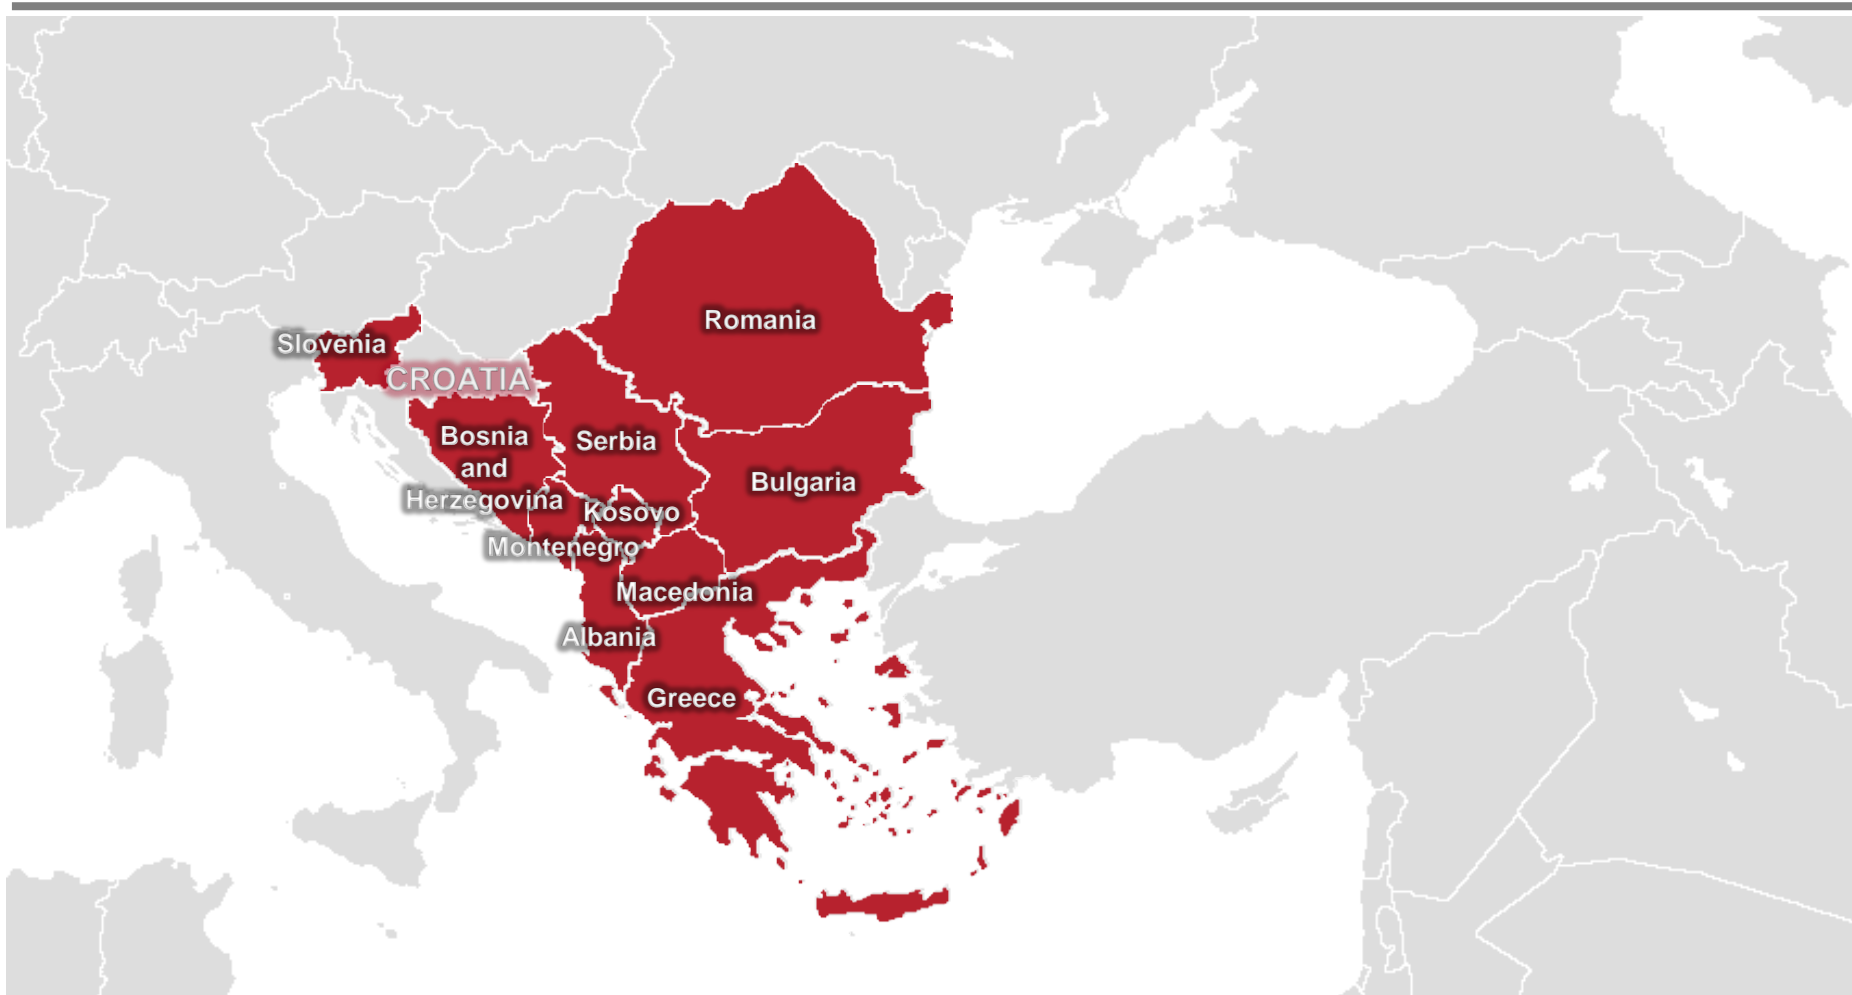 Romania
Slovenia
CROATIA
Bosnia
and
Herzegovina
Serbia
Bulgaria
Kosovo
Montenegro
Macedonia
Albania
Greece